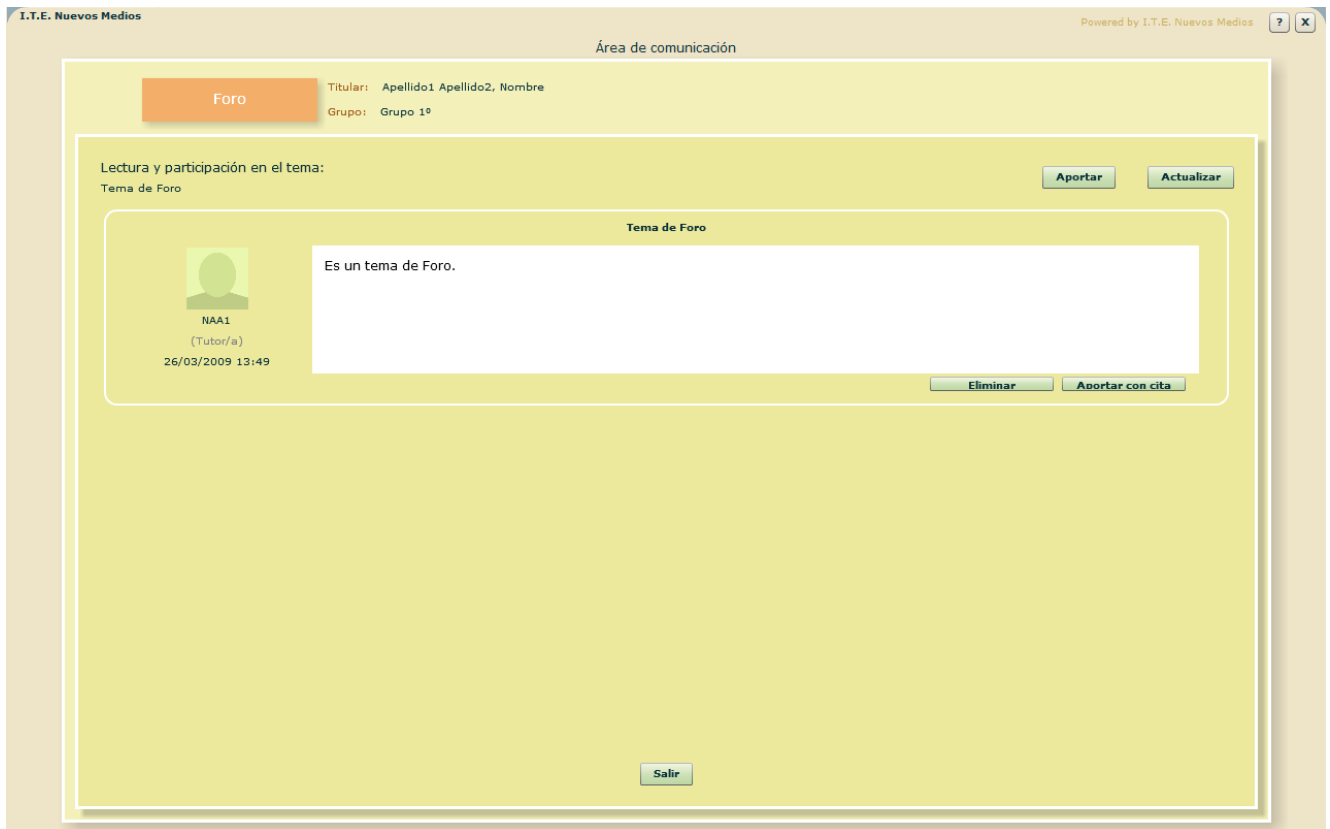 I.T.E. Nuevos Medios
Powered by I.T.E. Nuevos Medios
?
X
Área de comunicación
Foro
Titular: Apellido1 Apellido2, Nombre
Grupo: Grupo 1º
Lectura y participación en el tema:
Tema de Foro
Aportar
Actualizar
Tema de Foro
Es un tema de Foro.
NAA1
(Tutor/a)
26/03/2009 13:49
Eliminar
Aportar con cita
Salir